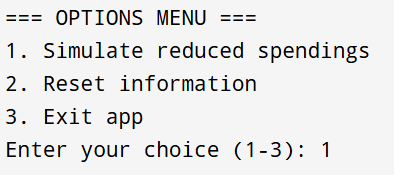 === OPTIONS MENU ===
1. Simulate reduced spendings
2. Reset information
3. Exit app
Enter your choice (1-3): 1